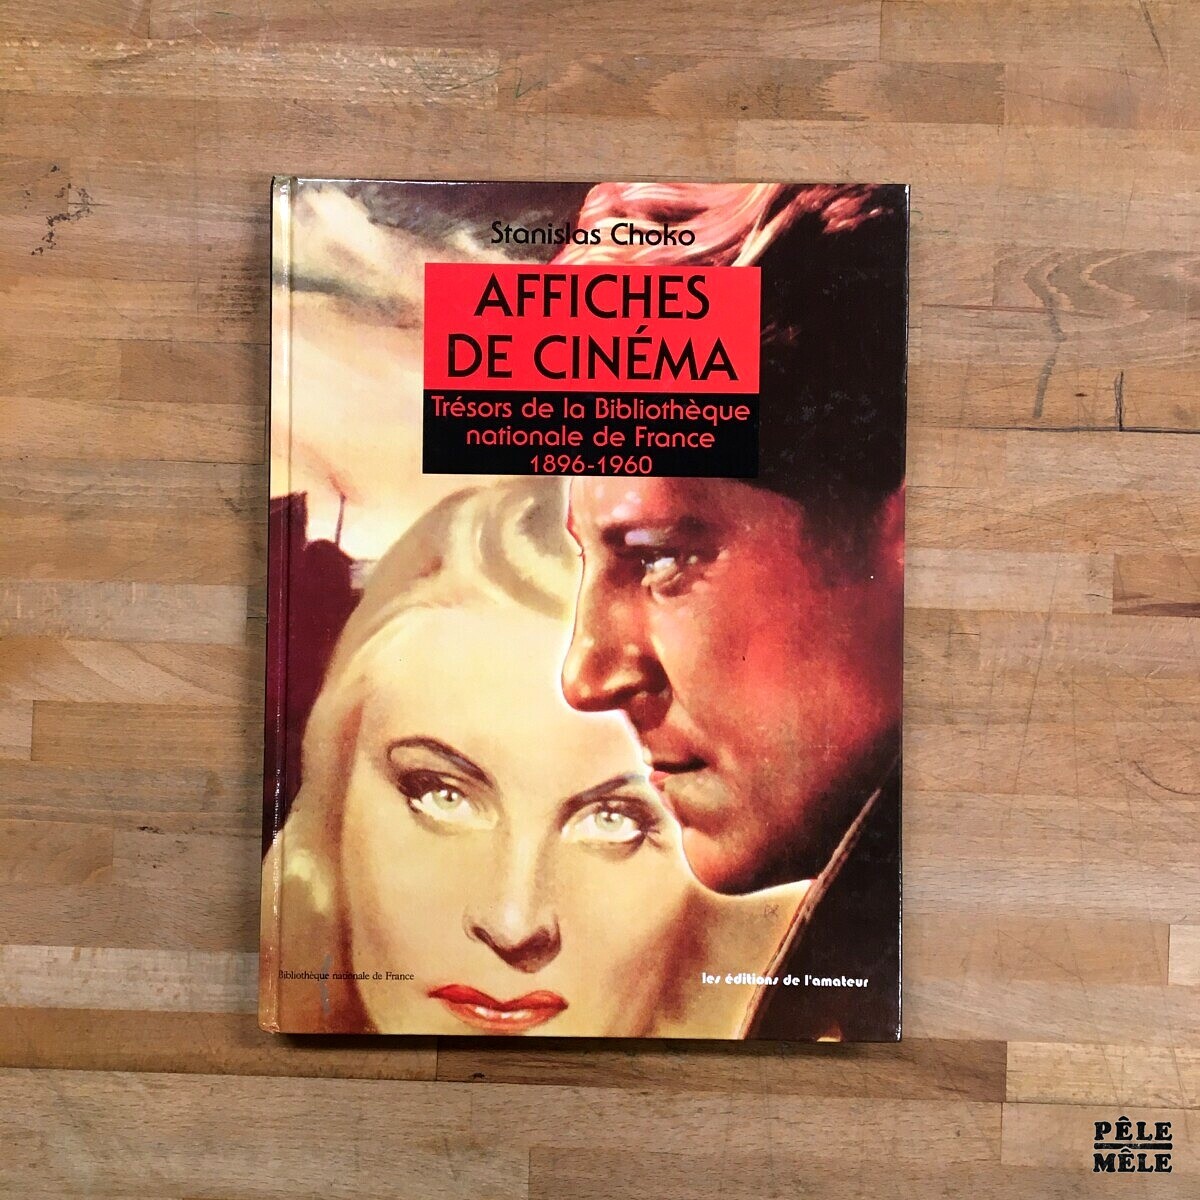 Stanislas Choko
AFFICHES
DE CINÉMA
Trésors de la Bibliothèque
nationale de France
1896-1960
Bibliothèque nationale de France
les éditions de l'amateur
PÊLE
MÊLE